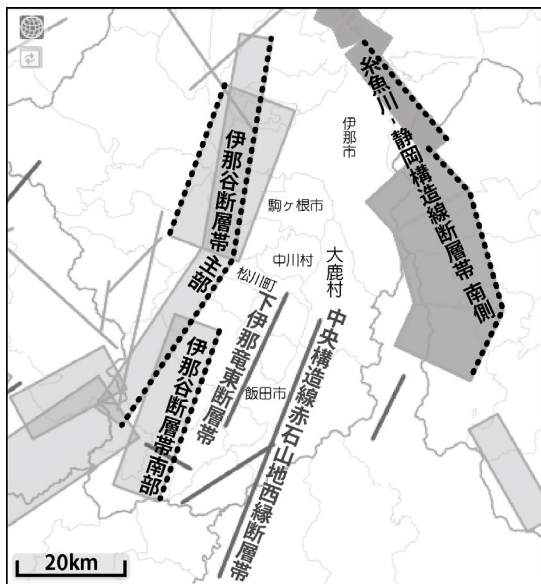 糸魚川-静岡構造線断層帯 南側
伊那市
伊那谷断層帯 主部
駒ヶ根市
中川村
大鹿村
松川町
下伊那竜東断層帯
中央構造線赤石山地西縁断層帯
伊那谷断層帯南部
飯田市
20km